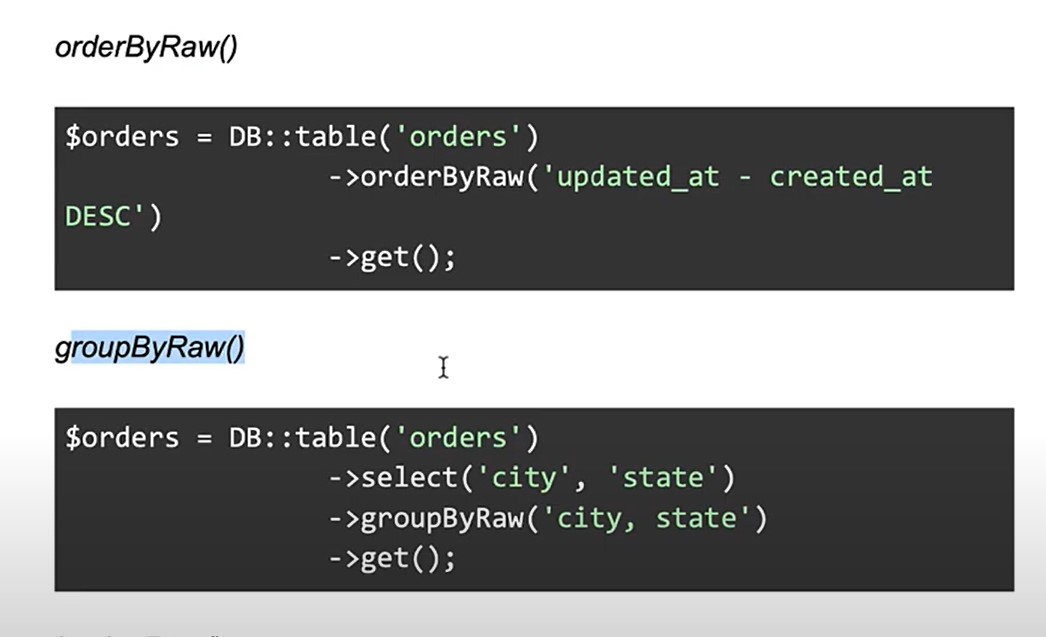 orderByRaw()
$orders = DB::table('orders')
->orderByRaw('updated_at - created_at
DESC')
->get();
groupByRaw()
$orders = DB::table('orders')
->select('city', 'state')
->groupByRaw('city, state')
->get();